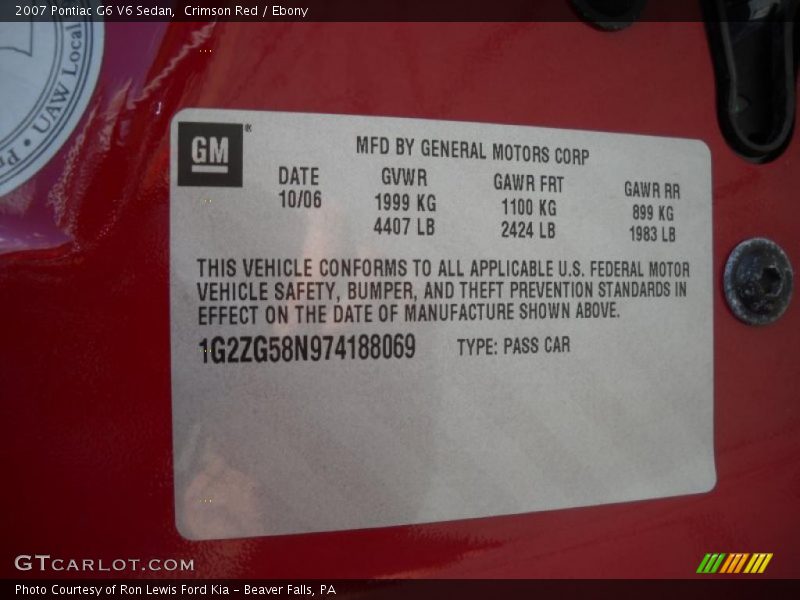 2007 Pontiac G6 V6 Sedan,  Crimson Red / Ebony
UAW Local
GM®
MFD BY GENERAL MOTORS CORP
DATE GVWR GAWR FRT GAWR RR
10/06 1999 KG 1100 KG 899 KG
4407 LB 2424 LB 1983 LB
THIS VEHICLE CONFORMS TO ALL APPLICABLE U.S. FEDERAL MOTOR
VEHICLE SAFETY, BUMPER, AND THEFT PREVENTION STANDARDS IN
EFFECT ON THE DATE OF MANUFACTURE SHOWN ABOVE.
1G2ZG58N974188069 TYPE: PASS CAR
GTCARLOT.COM
Photo Courtesy of Ron Lewis Ford Kia - Beaver Falls, PA